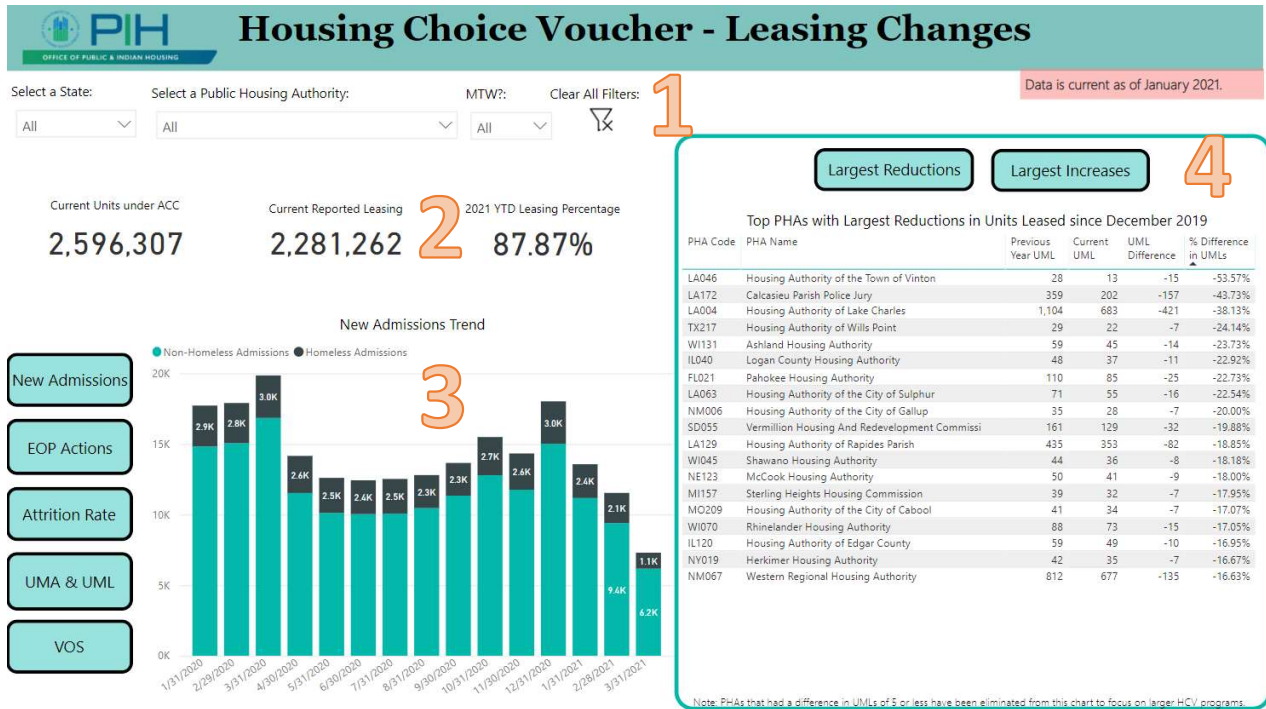 PIH
OFFICE OF PUBLIC & INDIAN HOUSING
Housing Choice Voucher - Leasing Changes
Data is current as of January 2021.
Select a State:
All
Select a Public Housing Authority:
All
MTW?:
All
Clear All Filters:
1
Current Units under ACC
2,596,307
Current Reported Leasing
2,281,262
2
2021 YTD Leasing Percentage
87.87%
New Admissions
EOP Actions
Attrition Rate
UMA & UML
VOS
New Admissions Trend
Non-Homeless Admissions Homeless Admissions
3
20K
15K
10K
5K
0K
2.9K
2.8K
3.0K
2.6K
2.5K
2.4K
2.5K
2.3K
2.3K
2.7K
2.6K
3.0K
2.4K
2.1K
1.1K
9.4K
6.2K
1/31/2020
2/29/2020
3/31/2020
4/30/2020
5/31/2020
6/30/2020
7/31/2020
8/31/2020
9/30/2020
10/31/2020
11/30/2020
12/31/2020
1/31/2021
2/28/2021
3/31/2021
Largest Reductions
Largest Increases
4
Top PHAs with Largest Reductions in Units Leased since December 2019
PHA Code PHA Name Previous Year UML Current UML UML Difference % Difference in UMLs
LA046 Housing Authority of the Town of Vinton 28 13 -15 -53.57%
LA172 Calcasieu Parish Police Jury 359 202 -157 -43.73%
LA004 Housing Authority of Lake Charles 1,104 683 -421 -38.13%
TX217 Housing Authority of Wills Point 29 22 -7 -24.14%
WI131 Ashland Housing Authority 59 45 -14 -23.73%
IL040 Logan County Housing Authority 48 37 -11 -22.92%
FL021 Pahokee Housing Authority 110 85 -25 -22.73%
LA063 Housing Authority of the City of Sulphur 71 55 -16 -22.54%
NM006 Housing Authority of the City of Gallup 35 28 -7 -20.00%
SD055 Vermillion Housing And Redevelopment Commissi 161 129 -32 -19.88%
LA129 Housing Authority of Rapides Parish 435 353 -82 -18.85%
WI045 Shawano Housing Authority 44 36 -8 -18.18%
NE123 McCook Housing Authority 50 41 -9 -18.00%
MI157 Sterling Heights Housing Commission 39 32 -7 -17.95%
MO209 Housing Authority of the City of Cabool 41 34 -7 -17.07%
WI070 Rhinelander Housing Authority 88 73 -15 -17.05%
IL120 Housing Authority of Edgar County 59 49 -10 -16.95%
NY019 Herkimer Housing Authority 42 35 -7 -16.67%
NM067 Western Regional Housing Authority 812 677 -135 -16.63%
Note: PHAs that had a difference in UMLs of 5 or less have been eliminated from this chart to focus on larger HCV programs.